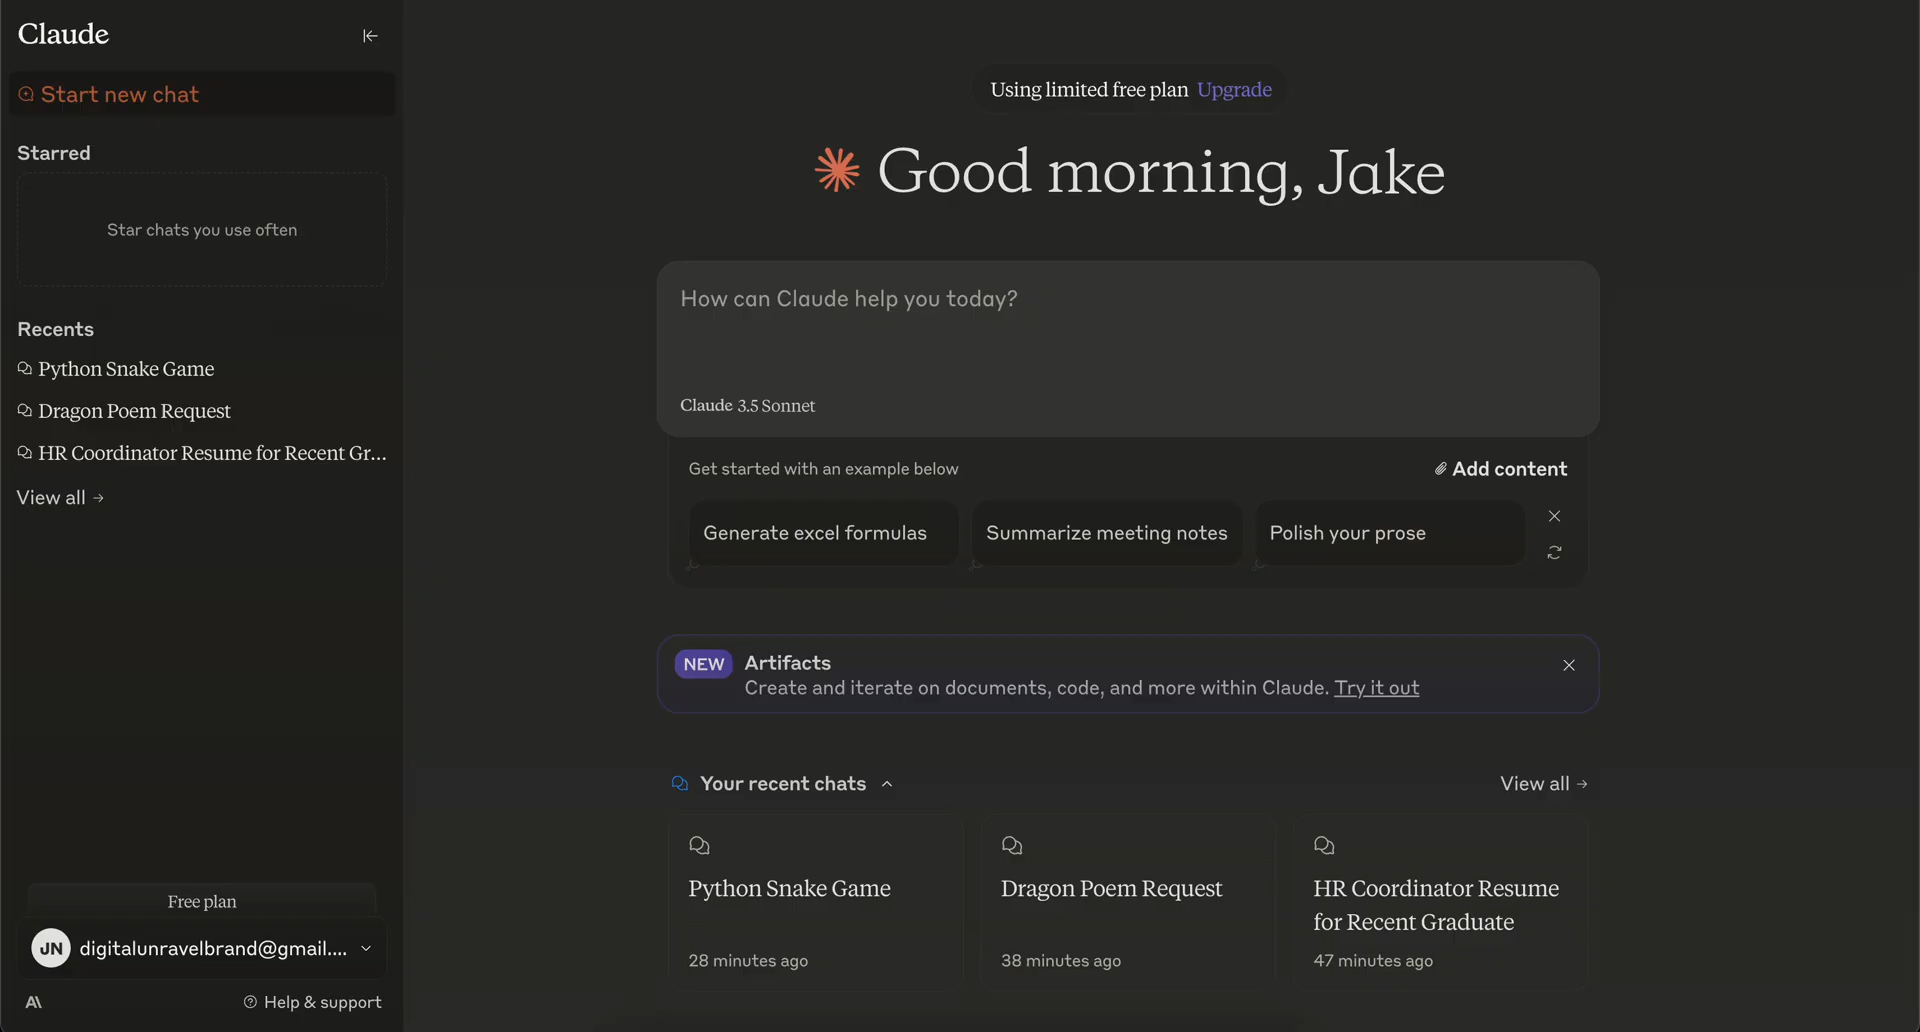 Claude
Start new chat
Starred
Star chats you use often
Recents
Python Snake Game
Dragon Poem Request
HR Coordinator Resume for Recent Gr...
View all →
Free plan
JN digitalunravelbrand@gmail....
A\
Help & support
Using limited free plan Upgrade
Good morning, Jake
How can Claude help you today?
Claude 3.5 Sonnet
Get started with an example below
Add content
Generate excel formulas
Summarize meeting notes
Polish your prose
NEW Artifacts
Create and iterate on documents, code, and more within Claude. Try it out
Your recent chats
View all →
Python Snake Game
28 minutes ago
Dragon Poem Request
38 minutes ago
HR Coordinator Resume
for Recent Graduate
47 minutes ago